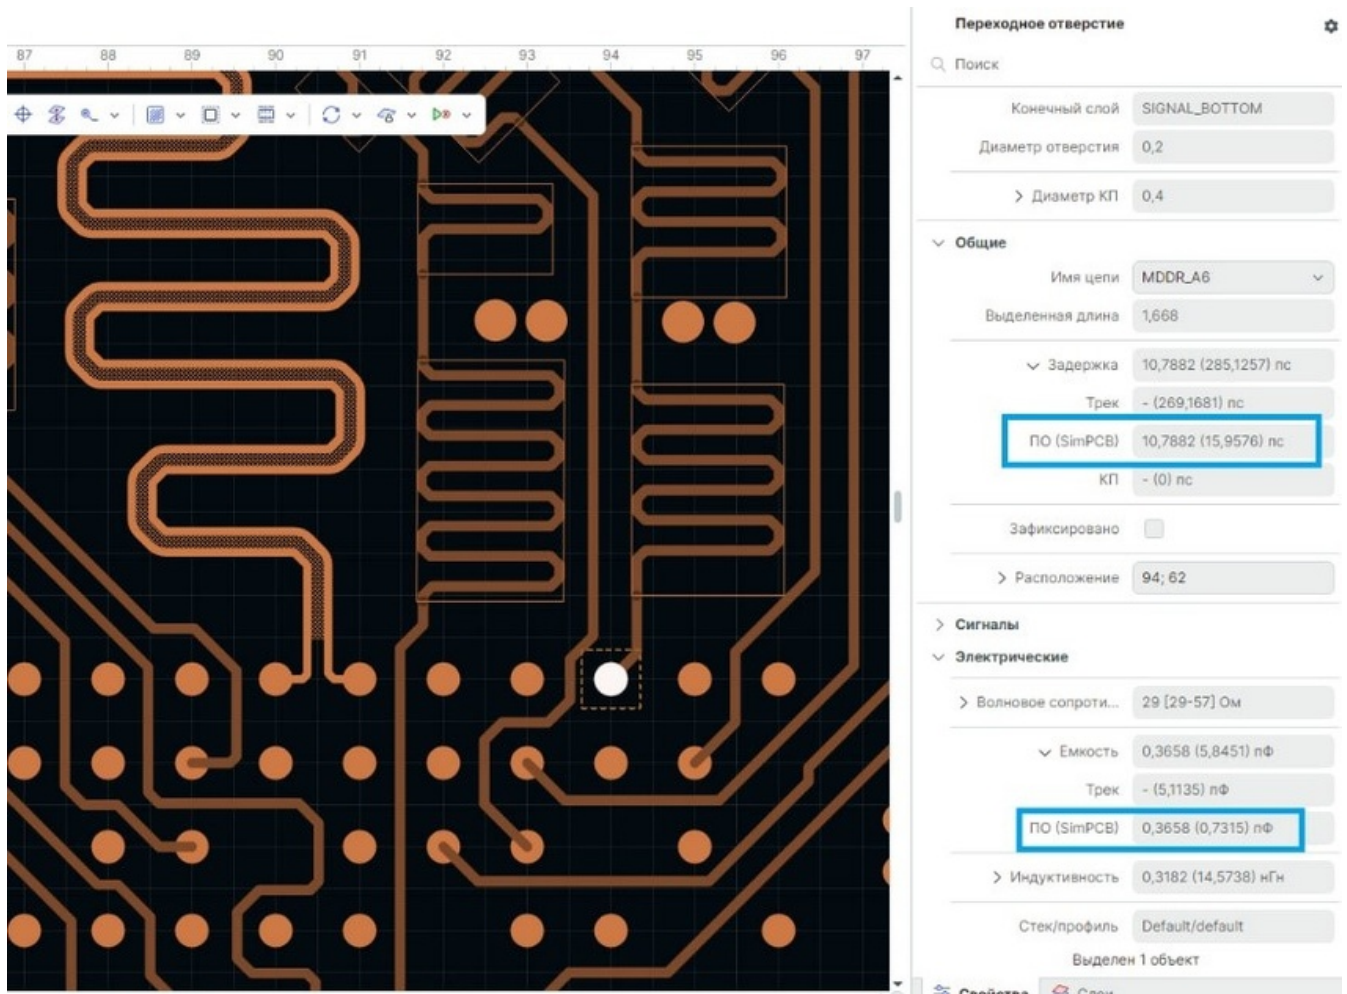 Переходное отверстие
87 88 89 90 91 92 93 94 95 96 97
Поиск
Конечный слой SIGNAL_BOTTOM
Диаметр отверстия 0,2
Диаметр КП 0,4
Общие
Имя цепи MDDR_A6
Выделенная длина 1,668
Задержка 10,7882 (285,1257) пс
Трек - (269,1681) пс
ПО (SimPCB) 10,7882 (15,9576) пс
КП - (0) пс
Зафиксировано
Расположение 94; 62
Сигналы
Электрические
Волновое сопроти... 29 [29-57] Ом
Емкость 0,3658 (5,8451) пФ
Трек - (5,1135) пФ
ПО (SimPCB) 0,3658 (0,7315) пФ
Индуктивность 0,3182 (14,5738) нГн
Стек/профиль Default/default
Выделен 1 объект
Свойства Слои